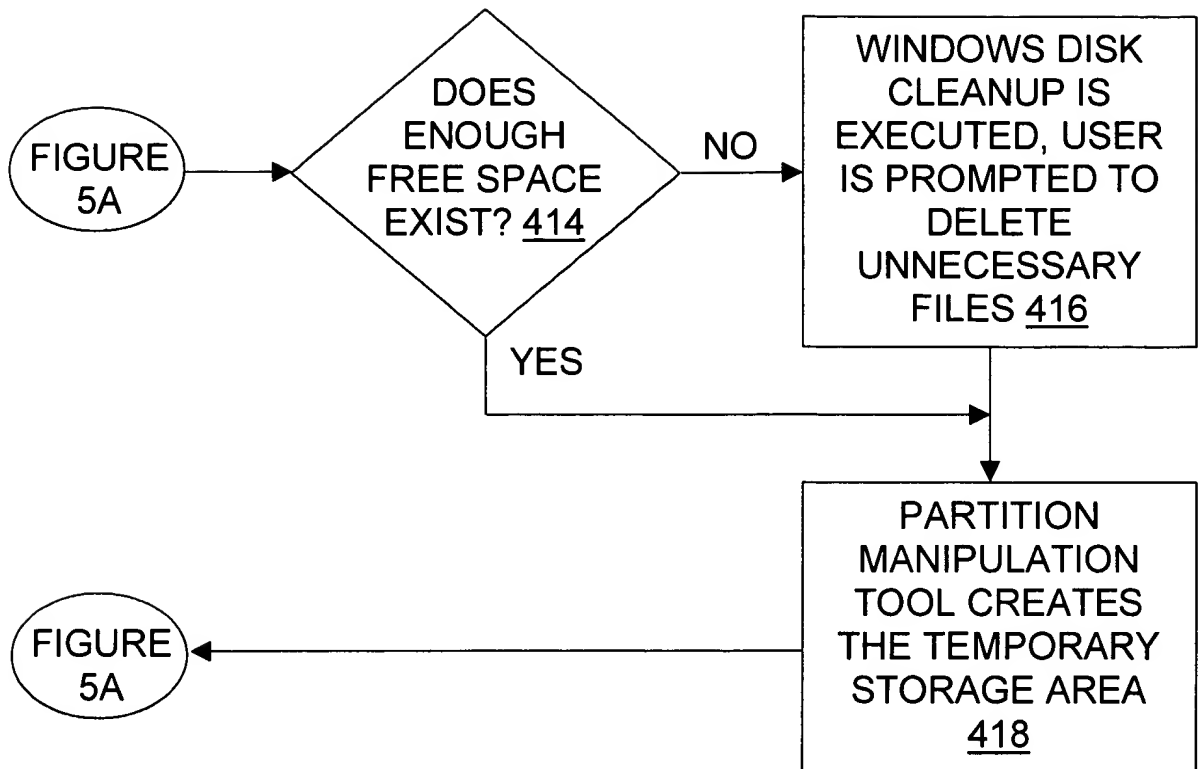 FIGURE
5A
DOES
ENOUGH
FREE SPACE
EXIST? 414
NO
WINDOWS DISK
CLEANUP IS
EXECUTED, USER
IS PROMPTED TO
DELETE
UNNECESSARY
FILES 416
YES
PARTITION
MANIPULATION
TOOL CREATES
THE TEMPORARY
STORAGE AREA
418
FIGURE
5A